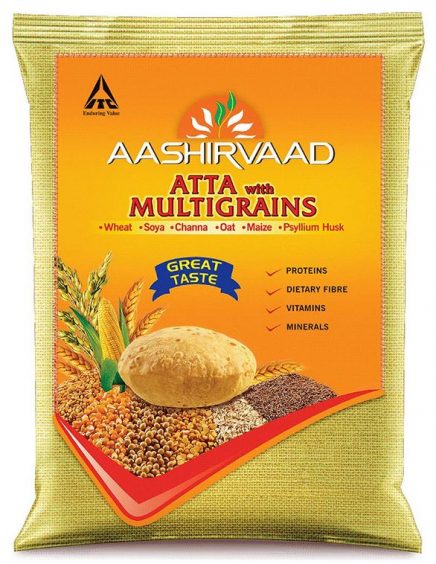 ITC
Enduring Value
AASHIRVAAD
ATTA with
MULTIGRAINS
•Wheat •Soya •Channa •Oat •Maize •Psyllium Husk
GREAT
TASTE
✓ PROTEINS
✓ DIETARY FIBRE
✓ VITAMINS
✓ MINERALS